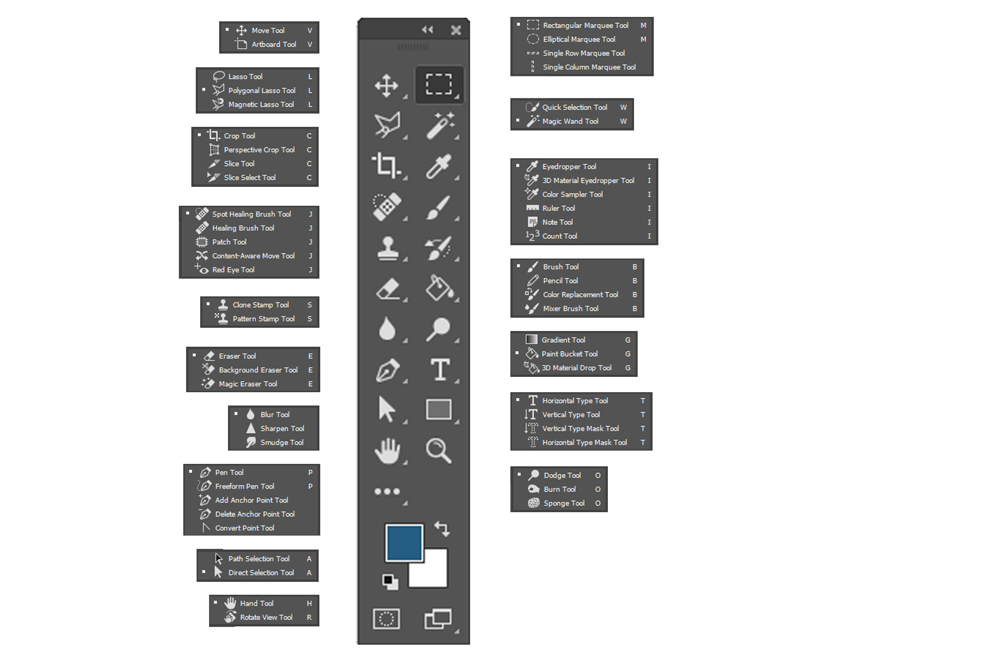 Move Tool V
Artboard Tool V
Lasso Tool L
Polygonal Lasso Tool L
Magnetic Lasso Tool L
Crop Tool C
Perspective Crop Tool C
Slice Tool C
Slice Select Tool C
Spot Healing Brush Tool J
Healing Brush Tool J
Patch Tool J
Content-Aware Move Tool J
Red Eye Tool J
Clone Stamp Tool S
Pattern Stamp Tool S
Eraser Tool E
Background Eraser Tool E
Magic Eraser Tool E
Blur Tool
Sharpen Tool
Smudge Tool
Pen Tool P
Freeform Pen Tool P
Add Anchor Point Tool
Delete Anchor Point Tool
Convert Point Tool
Path Selection Tool A
Direct Selection Tool A
Hand Tool H
Rotate View Tool R
T
Rectangular Marquee Tool M
Elliptical Marquee Tool M
Single Row Marquee Tool
Single Column Marquee Tool
Quick Selection Tool W
Magic Wand Tool W
Eyedropper Tool I
3D Material Eyedropper Tool I
Color Sampler Tool I
Ruler Tool I
Note Tool I
123 Count Tool I
Brush Tool B
Pencil Tool B
Color Replacement Tool B
Mixer Brush Tool B
Gradient Tool G
Paint Bucket Tool G
3D Material Drop Tool G
T Horizontal Type Tool T
T Vertical Type Tool T
T Vertical Type Mask Tool T
T Horizontal Type Mask Tool T
Dodge Tool O
Burn Tool O
Sponge Tool O